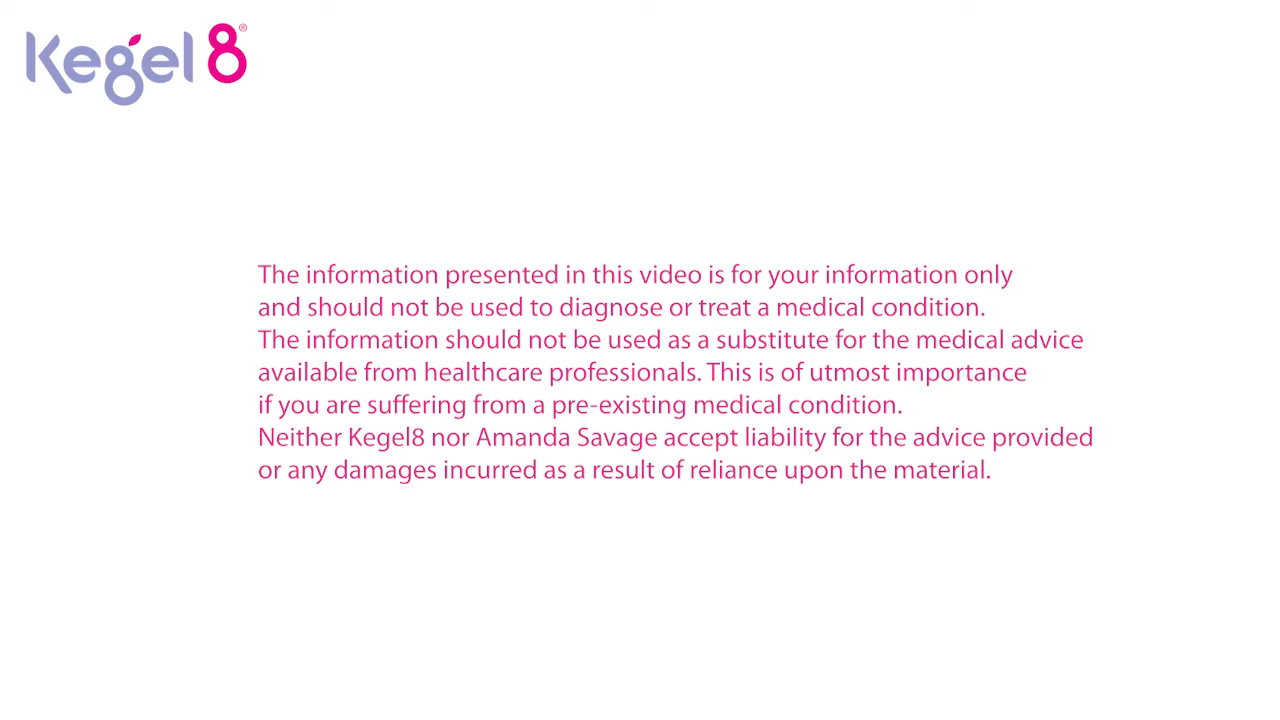 Kegel8®
The information presented in this video is for your information only
and should not be used to diagnose or treat a medical condition.
The information should not be used as a substitute for the medical advice
available from healthcare professionals. This is of utmost importance
if you are suffering from a pre-existing medical condition.
Neither Kegel8 nor Amanda Savage accept liability for the advice provided
or any damages incurred as a result of reliance upon the material.